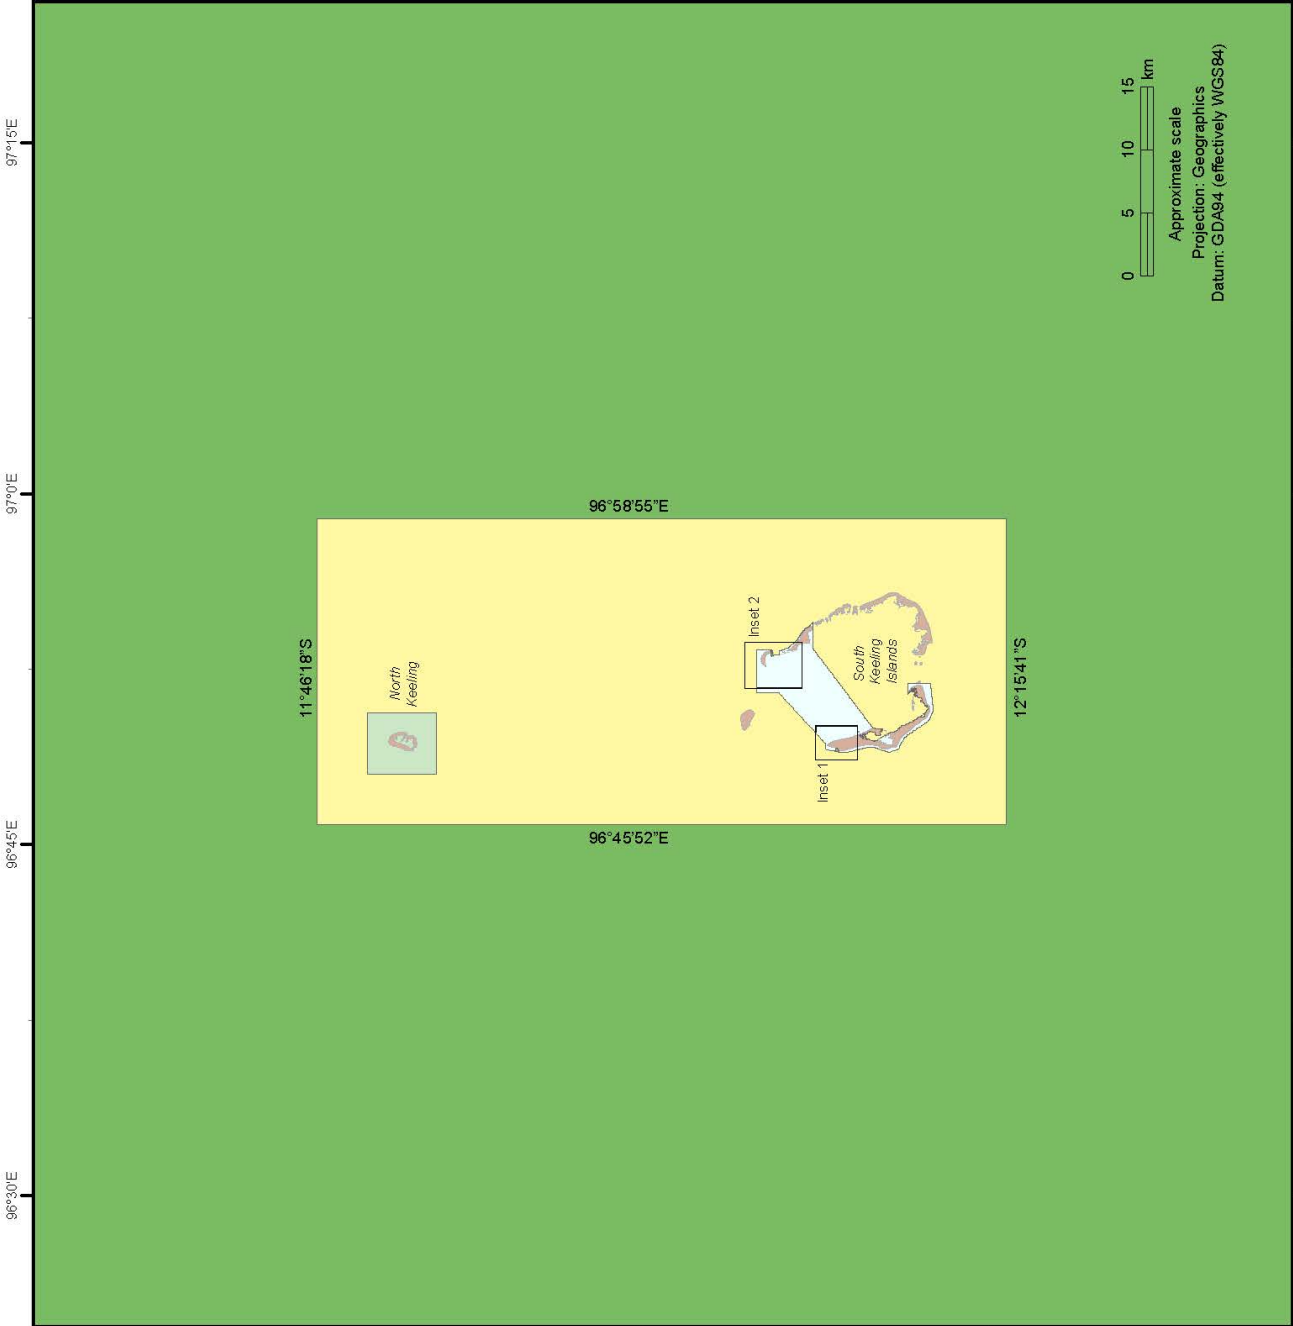 96°30'E
96°45'E
97°0'E
97°15'E
11°46'18"S
96°45'52"E
96°58'55"E
12°15'41"S
North
Keeling
Inset 1
Inset 2
South
Keeling
Islands
0 5 10 15
km
Approximate scale
Projection: Geographics
Datum: GDA94 (effectively WGS84)